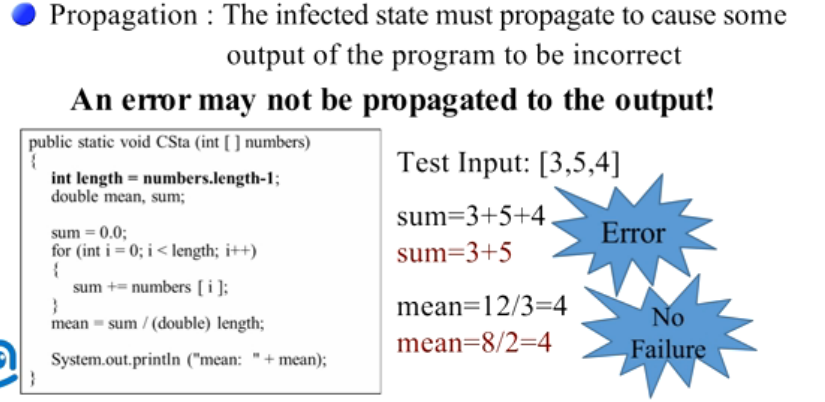 Propagation : The infected state must propagate to cause some
output of the program to be incorrect
An error may not be propagated to the output!
public static void CSta (int [ ] numbers)
{
int length = numbers.length-1;
double mean, sum;
sum = 0.0;
for (int i = 0; i < length; i++)
{
sum += numbers [ i ];
}
mean = sum / (double) length;
System.out.println ("mean: " + mean);
}
Test Input: [3,5,4]
sum=3+5+4
sum=3+5
Error
mean=12/3=4
mean=8/2=4
No
Failure